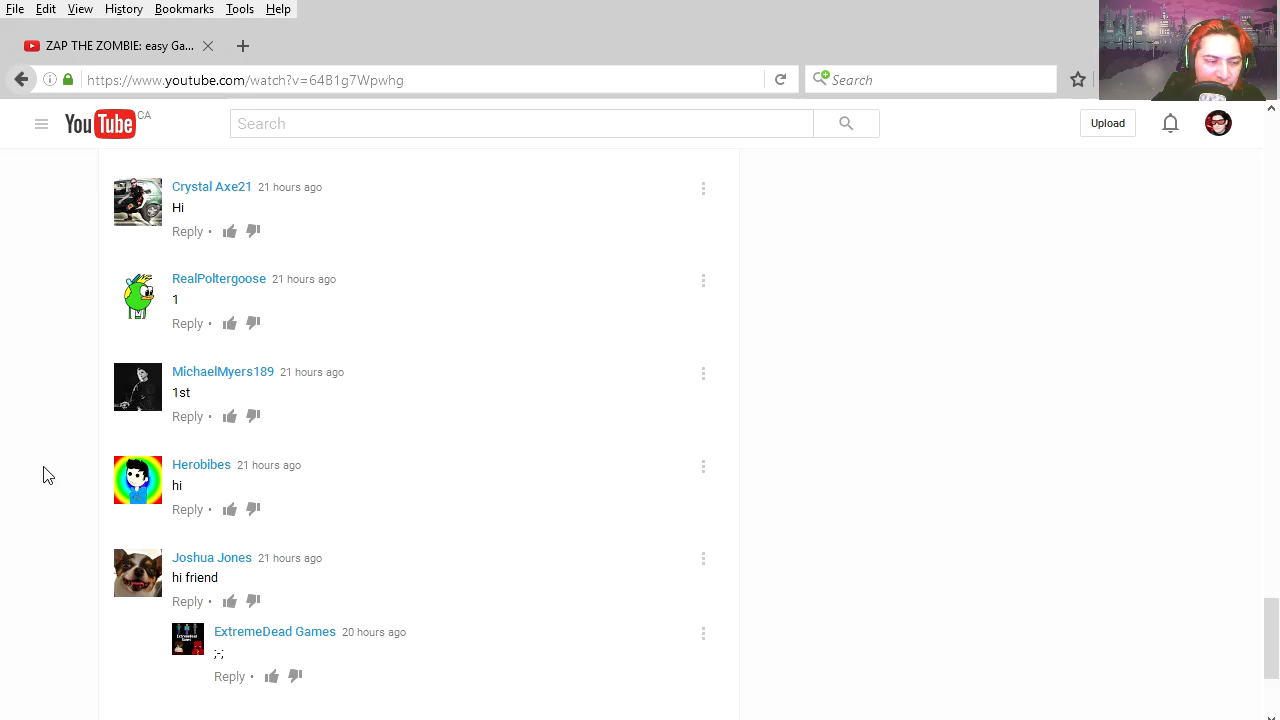 File Edit View History Bookmarks Tools Help
ZAP THE ZOMBIE: easy Ga...
https://www.youtube.com/watch?v=64B1g7Wpwhg
Search
YouTube CA
Search
Upload
Crystal Axe21 21 hours ago
Hi
Reply •
RealPoltergoose 21 hours ago
1
Reply •
MichaelMyers189 21 hours ago
1st
Reply •
Herobibes 21 hours ago
hi
Reply •
Joshua Jones 21 hours ago
hi friend
Reply •
ExtremeDead Games 20 hours ago
;-;
Reply •